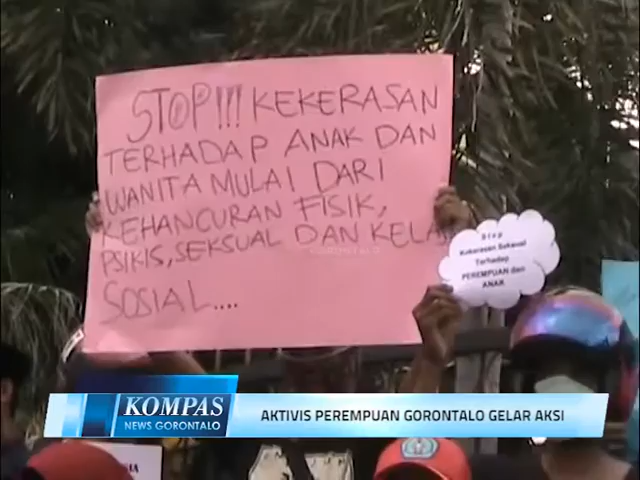 STOP!!! KEKERASAN
TERHADAP ANAK DAN
WANITA MULAI DARI
KEHANCURAN FISIK,
PSIKIS, SEKSUAL DAN KELAS
SOSIAL....
Stop
Kekerasan Seksual
Terhadap
PEREMPUAN dan
ANAK
KOMPAS
NEWS GORONTALO
AKTIVIS PEREMPUAN GORONTALO GELAR AKSI